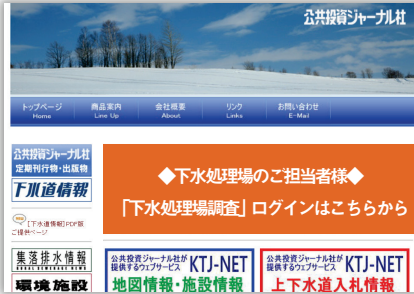 公共投資ジャーナル社
トップページ
Home
商品案内
Line Up
会社概要
About
リンク
Links
お問い合わせ
E-Mail
公共投資ジャーナル社
定期刊行物・出版物
下水道情報
[下水道情報]PDF版
ご提供ページ
集落排水情報
環境施設
◆下水処理場のご担当者様◆
「下水処理場調査」ログインはこちらから
公共投資ジャーナル社が
提供するウェブサービス KTJ-NET
地図情報・施設情報
公共投資ジャーナル社が
提供するウェブサービス KTJ-NET
上下水道入札情報